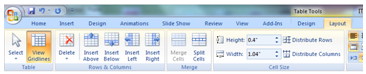 Table Tools
Home Insert Design Animations Slide Show Review View Add-Ins Design Layout
Select View Gridlines Delete Insert Above Insert Below Insert Left Insert Right Merge Cells Split Cells Height: 0.4" Distribute Rows
Width: 1.04" Distribute Columns
Table Rows & Columns Merge Cell Size